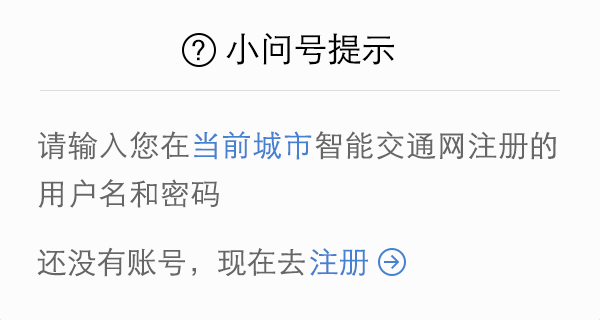 小问号提示
请输入您在当前城市智能交通网注册的
用户名和密码
还没有账号，现在去注册